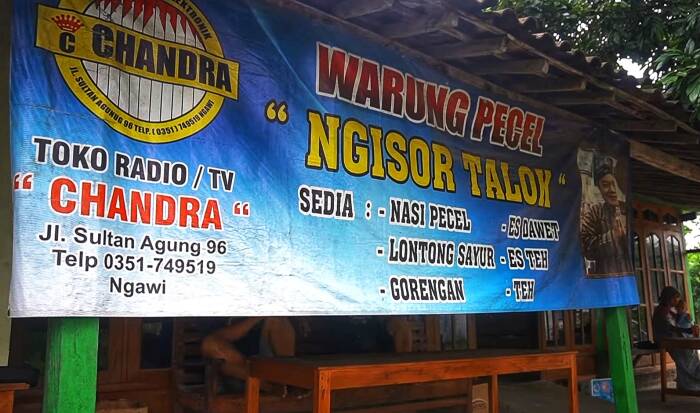 ELEKTRONIK
C CHANDRA
JL. SULTAN AGUNG 96 TELP. (0351) 749519 NGAWI
TOKO RADIO / TV
" CHANDRA "
Jl. Sultan Agung 96
Telp 0351-749519
Ngawi
WARUNG PECEL
" NGISOR TALOK "
SEDIA : - NASI PECEL - ES DAWET
- LONTONG SAYUR - ES TEH
- GORENGAN - TEH